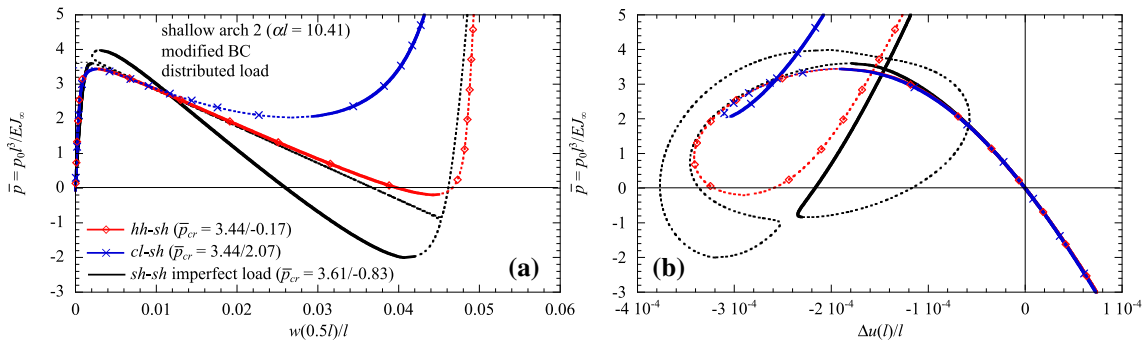 5
4
3
2
1
0
-1
-2
-3
p̄ = p₀l³/EJ∞
shallow arch 2 (αl = 10.41)
modified BC
distributed load
hh-sh (p̄cr = 3.44/-0.17)
cl-sh (p̄cr = 3.44/2.07)
sh-sh imperfect load (p̄cr = 3.61/-0.83)
(a)
0.00 0.01 0.02 0.03 0.04 0.05 0.06
w(0.5l)/l
5
4
3
2
1
0
-1
-2
-3
p̄ = p₀l³/EJ∞
(b)
-4 10⁻⁴ -3 10⁻⁴ -2 10⁻⁴ -1 10⁻⁴ 0 1 10⁻⁴
Δu(l)/l